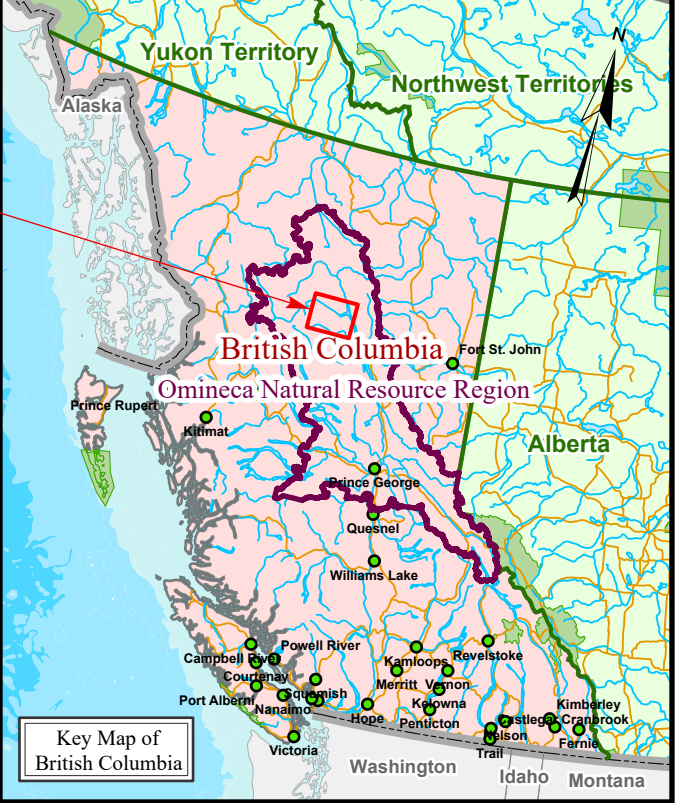 N
Yukon Territory
Northwest Territories
Alaska
British Columbia
Fort St. John
Omineca Natural Resource Region
Prince Rupert
Kitimat
Alberta
Prince George
Quesnel
Williams Lake
Powell River
Campbell River
Revelstoke
Kamloops
Courtenay
Merritt
Vernon
Squamish
Port Alberni
Nanaimo
Kelowna
Kimberley
Hope
Penticton
Castlegar
Cranbrook
Nelson
Fernie
Victoria
Trail
Key Map of
British Columbia
Washington
Idaho
Montana